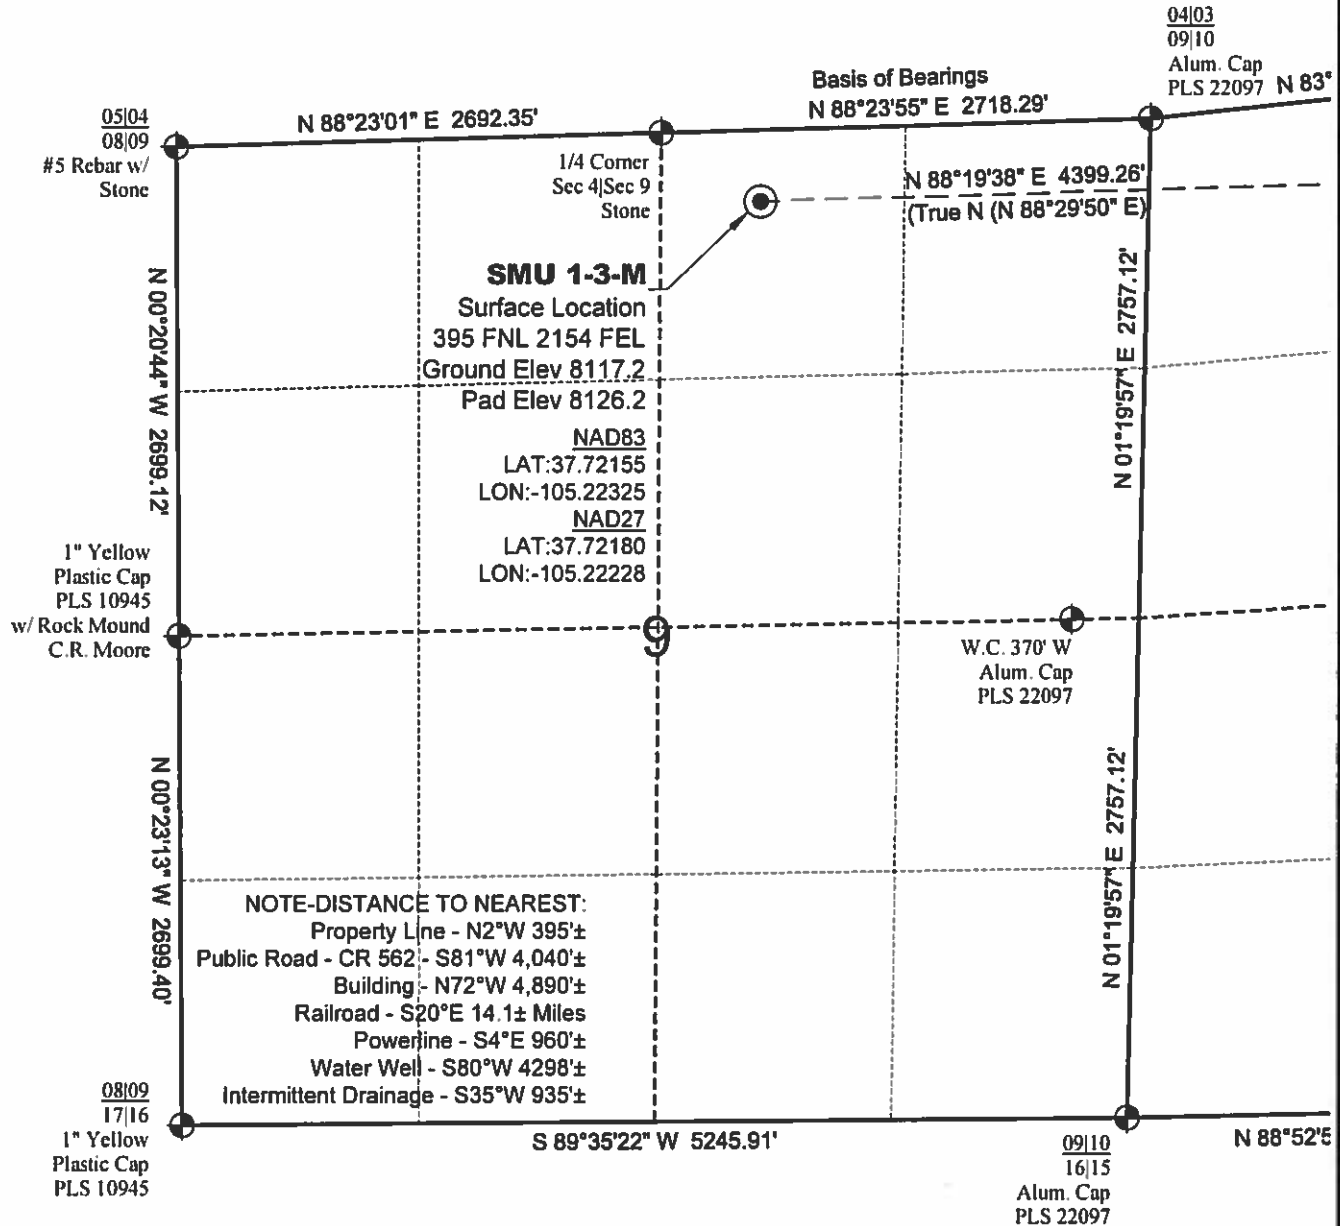 04|03
09|10
Alum. Cap
PLS 22097
N 83°
Basis of Bearings
N 88°23'55" E 2718.29'
N 88°23'01" E 2692.35'
05|04
08|09
#5 Rebar w/
Stone
1/4 Corner
Sec 4|Sec 9
Stone
N 88°19'38" E 4399.26'
(True N (N 88°29'50" E)
SMU 1-3-M
Surface Location
395 FNL 2154 FEL
Ground Elev 8117.2
Pad Elev 8126.2
NAD83
LAT:37.72155
LON:-105.22325
NAD27
LAT:37.72180
LON:-105.22228
N 00°20'44" W 2699.12'
N 01°19'57" E 2757.12'
1" Yellow
Plastic Cap
PLS 10945
w/ Rock Mound
C.R. Moore
9
W.C. 370' W
Alum. Cap
PLS 22097
N 00°23'13" W 2699.40'
N 01°19'57" E 2757.12'
NOTE-DISTANCE TO NEAREST:
Property Line - N2°W 395'±
Public Road - CR 562 - S81°W 4,040'±
Building - N72°W 4,890'±
Railroad - S20°E 14.1± Miles
Powerline - S4°E 960'±
Water Well - S80°W 4298'±
Intermittent Drainage - S35°W 935'±
08|09
17|16
1" Yellow
Plastic Cap
PLS 10945
S 89°35'22" W 5245.91'
09|10
16|15
Alum. Cap
PLS 22097
N 88°52'5